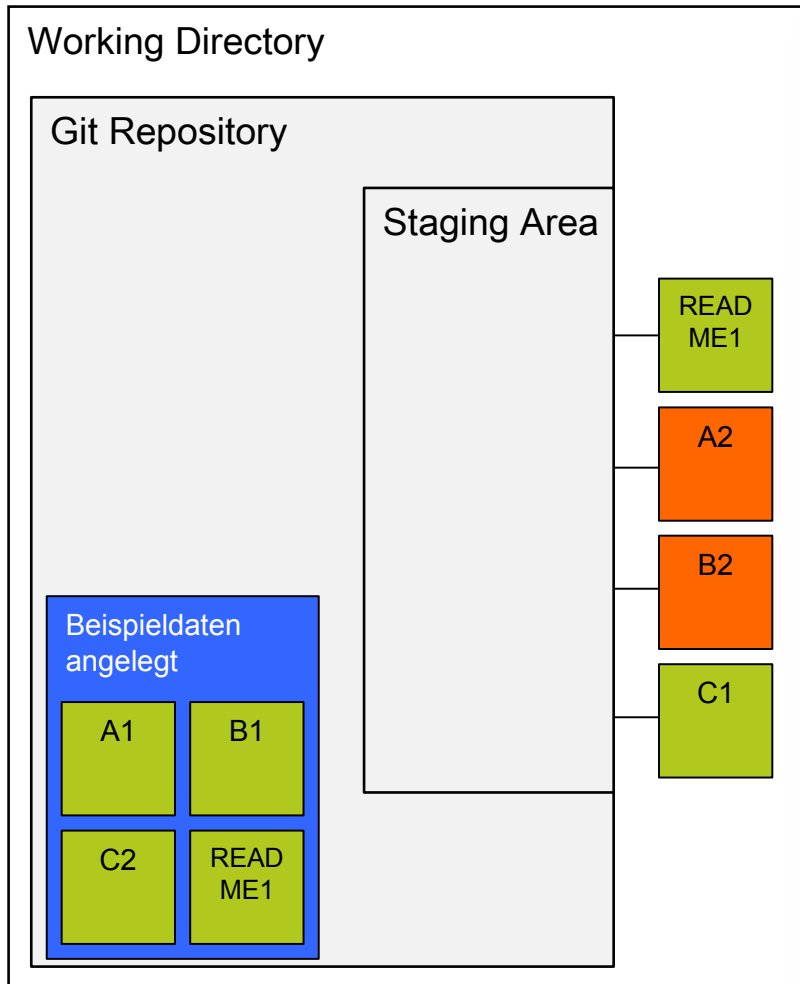 Working Directory
Git Repository
Staging Area
READ
ME1
A2
B2
C1
Beispieldaten
angelegt
A1
B1
C2
READ
ME1